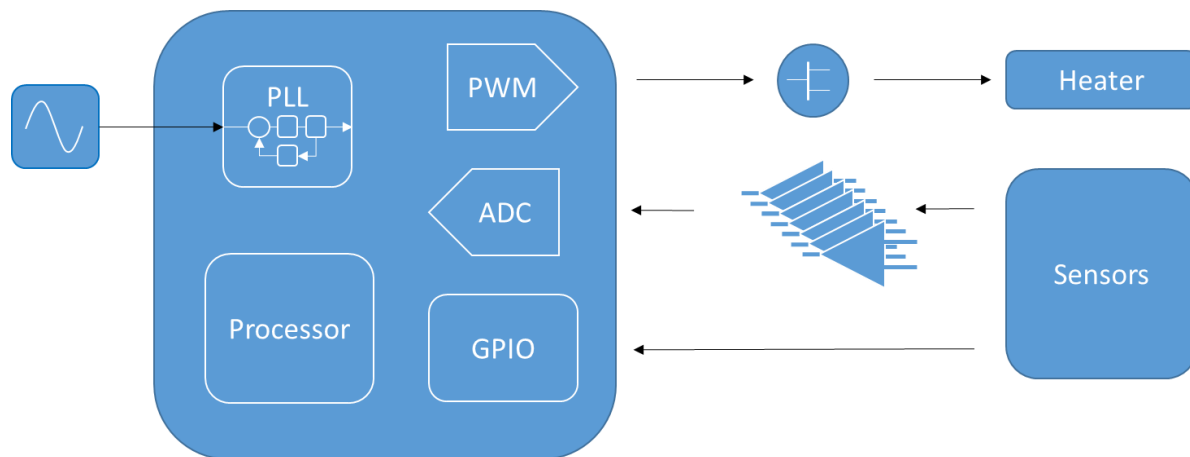 PLL
PWM
Heater
ADC
Sensors
Processor
GPIO